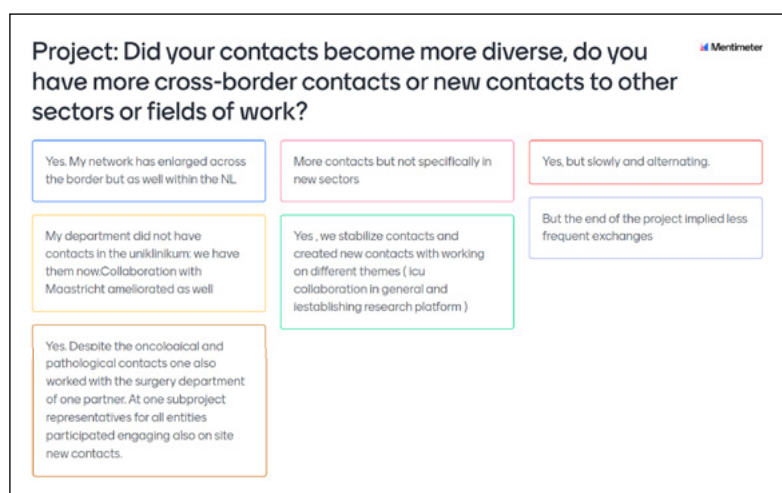 Project: Did your contacts become more diverse, do you
have more cross-border contacts or new contacts to other
sectors or fields of work?
Mentimeter
Yes. My network has enlarged across
the border but as well within the NL
My department did not have
contacts in the uniklinikum: we have
them now.Collaboration with
Maastricht ameliorated as well
Yes. Despite the oncological and
pathological contacts one also
worked with the surgery department
of one partner. At one subproject
representatives for all entities
participated engaging also on site
new contacts.
More contacts but not specifically in
new sectors
Yes , we stabilize contacts and
created new contacts with working
on different themes ( icu
collaboration in general and
iestablishing research platform )
Yes, but slowly and alternating.
But the end of the project implied less
frequent exchanges